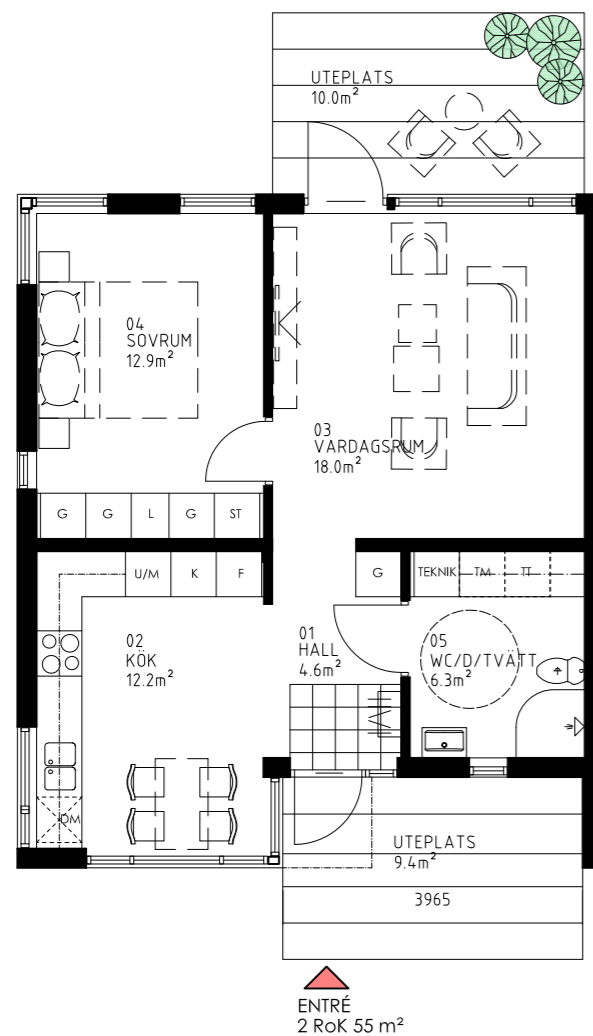 UTEPLATS
10.0m²
04
SOVRUM
12.9m²
03
VARDAGSRUM
18.0m²
G
G
L
G
ST
U/M
K
F
G
TEKNIK
TM
TT
02
KÖK
12.2m²
01
HALL
4.6m²
05
WC/D/TVÄTT
6.3m²
DM
UTEPLATS
9.4m²
3965
ENTRÉ
2 RoK 55 m²